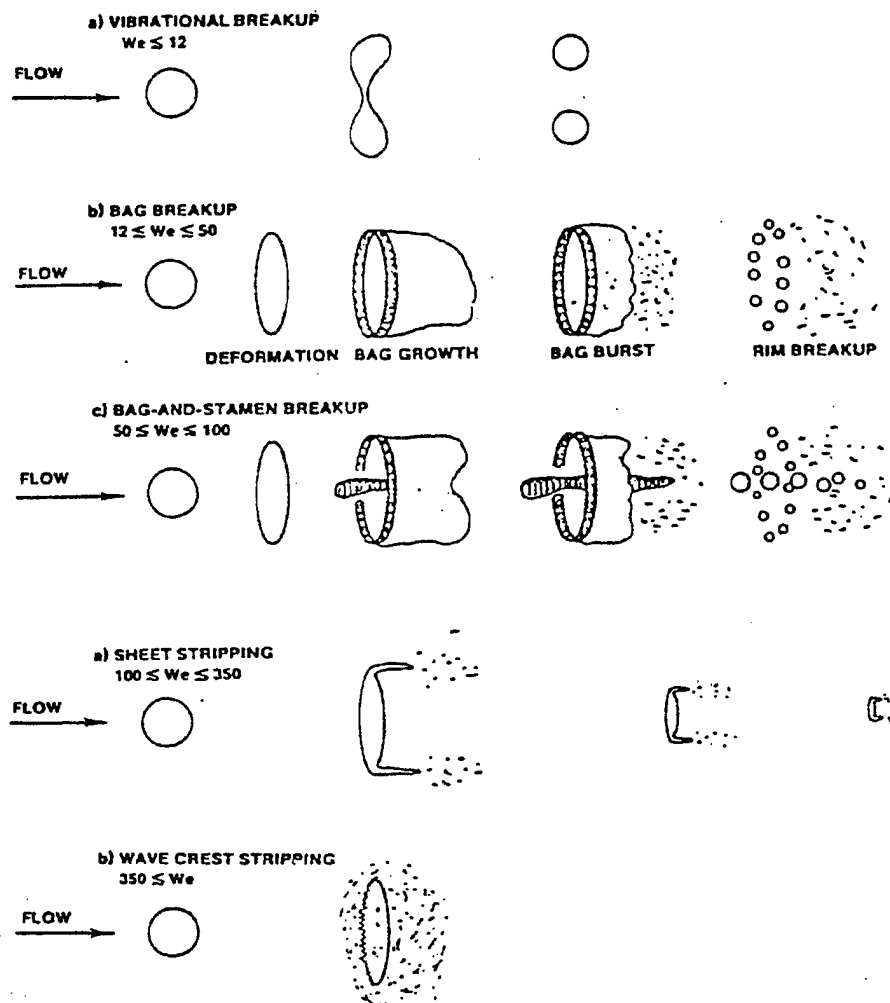 a) VIBRATIONAL BREAKUP
We ≤ 12
FLOW
b) BAG BREAKUP
12 ≤ We ≤ 50
FLOW
DEFORMATION BAG GROWTH BAG BURST RIM BREAKUP
c) BAG-AND-STAMEN BREAKUP
50 ≤ We ≤ 100
FLOW
a) SHEET STRIPPING
100 ≤ We ≤ 350
FLOW
b) WAVE CREST STRIPPING
350 ≤ We
FLOW